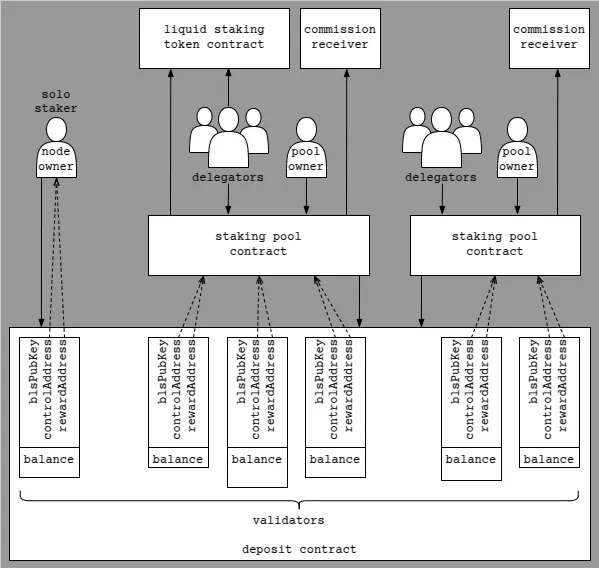 liquid staking
token contract
commission
receiver
commission
receiver
solo
staker
node
owner
delegators
pool
owner
delegators
pool
owner
staking pool
contract
staking pool
contract
blsPubKey
controlAddress
rewardAddress
balance
blsPubKey
controlAddress
rewardAddress
balance
blsPubKey
controlAddress
rewardAddress
balance
blsPubKey
controlAddress
rewardAddress
balance
blsPubKey
controlAddress
rewardAddress
balance
blsPubKey
controlAddress
rewardAddress
balance
validators
deposit contract